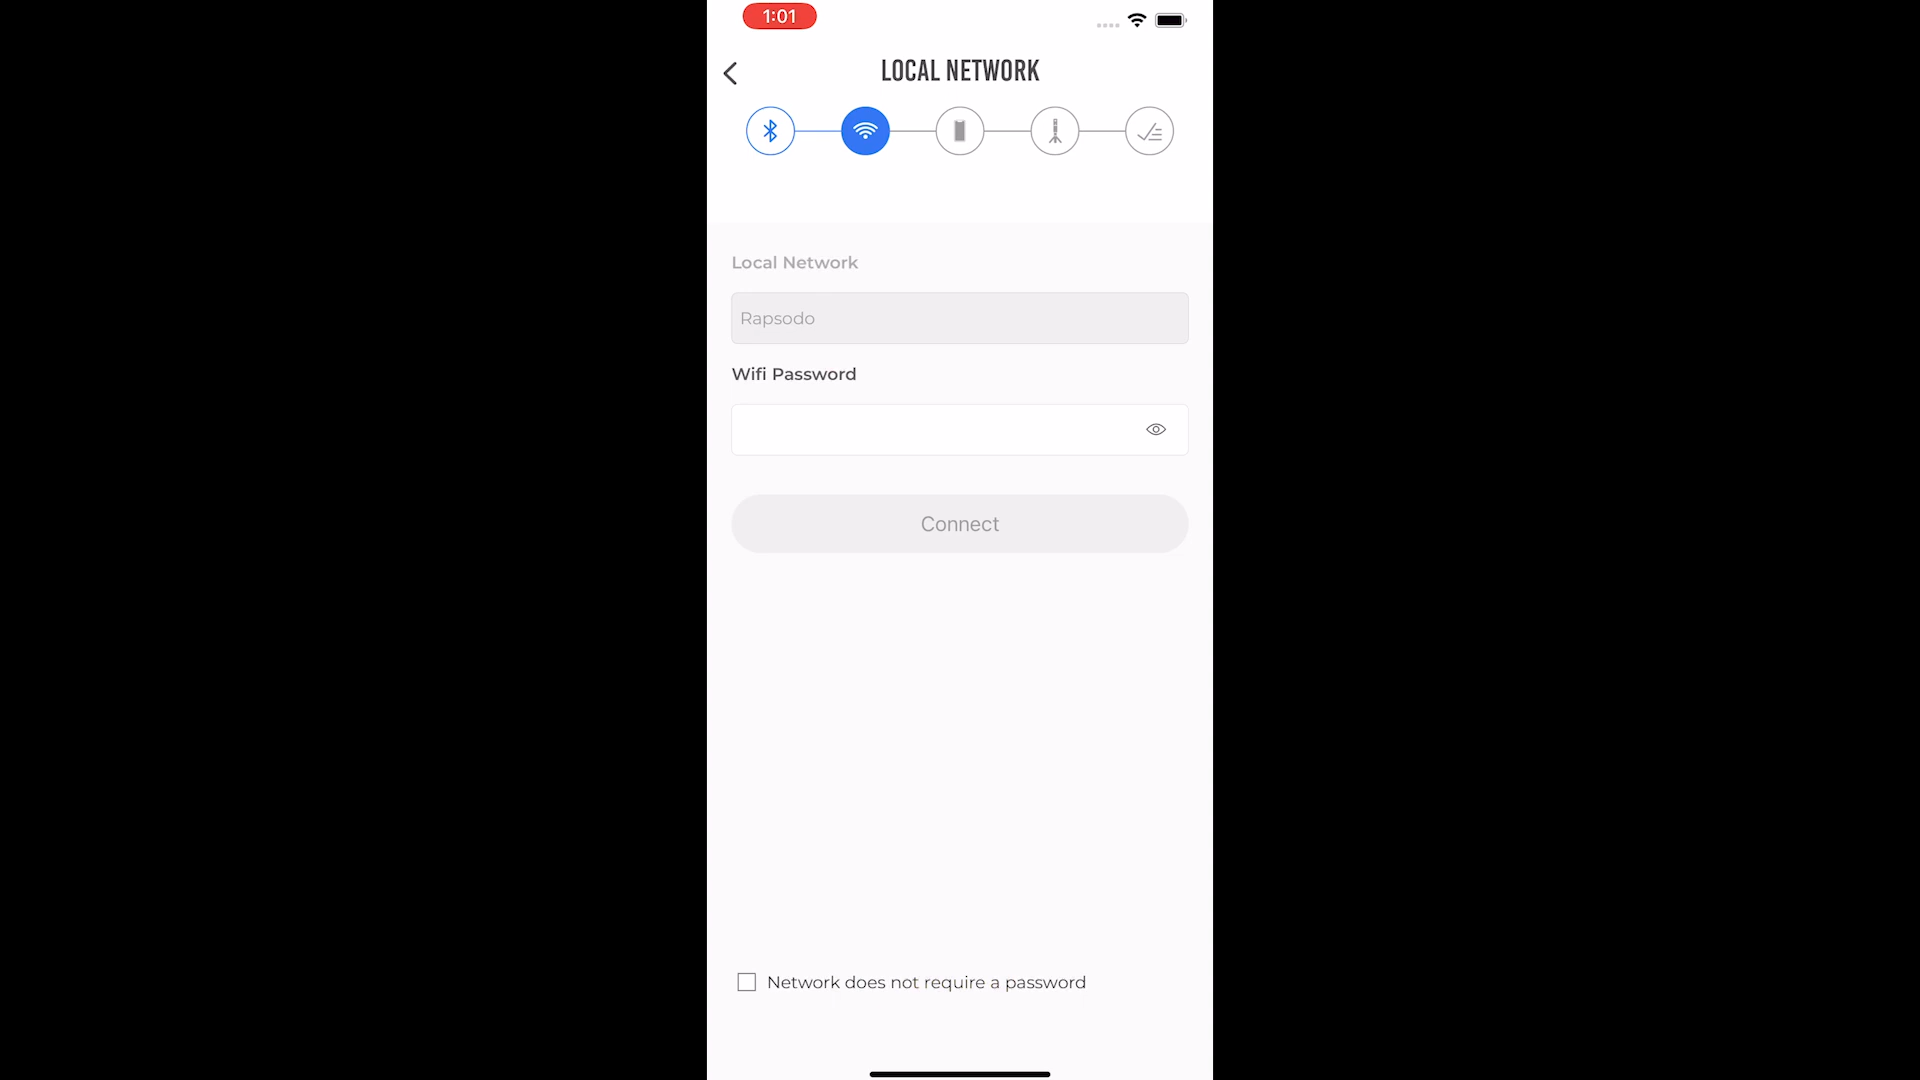 1:01
LOCAL NETWORK
Local Network
Rapsodo
Wifi Password
Connect
Network does not require a password